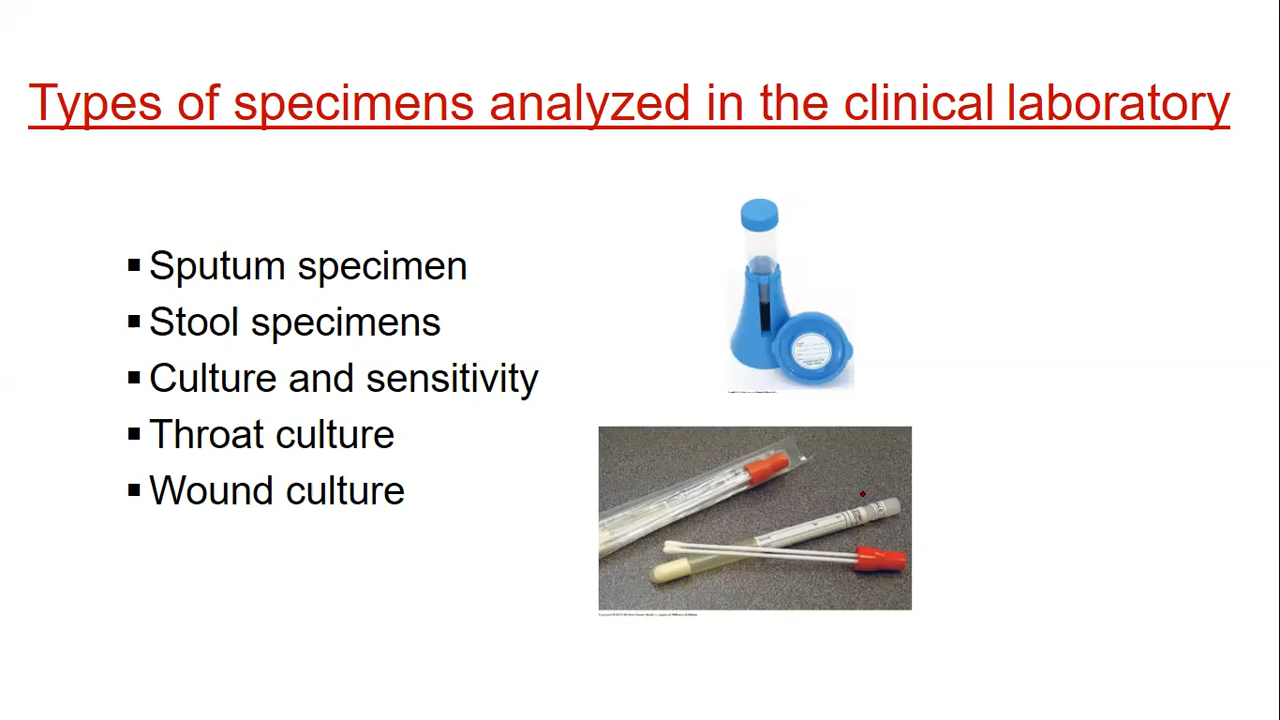 Types of specimens analyzed in the clinical laboratory
▪ Sputum specimen
▪ Stool specimens
▪ Culture and sensitivity
▪ Throat culture
▪ Wound culture